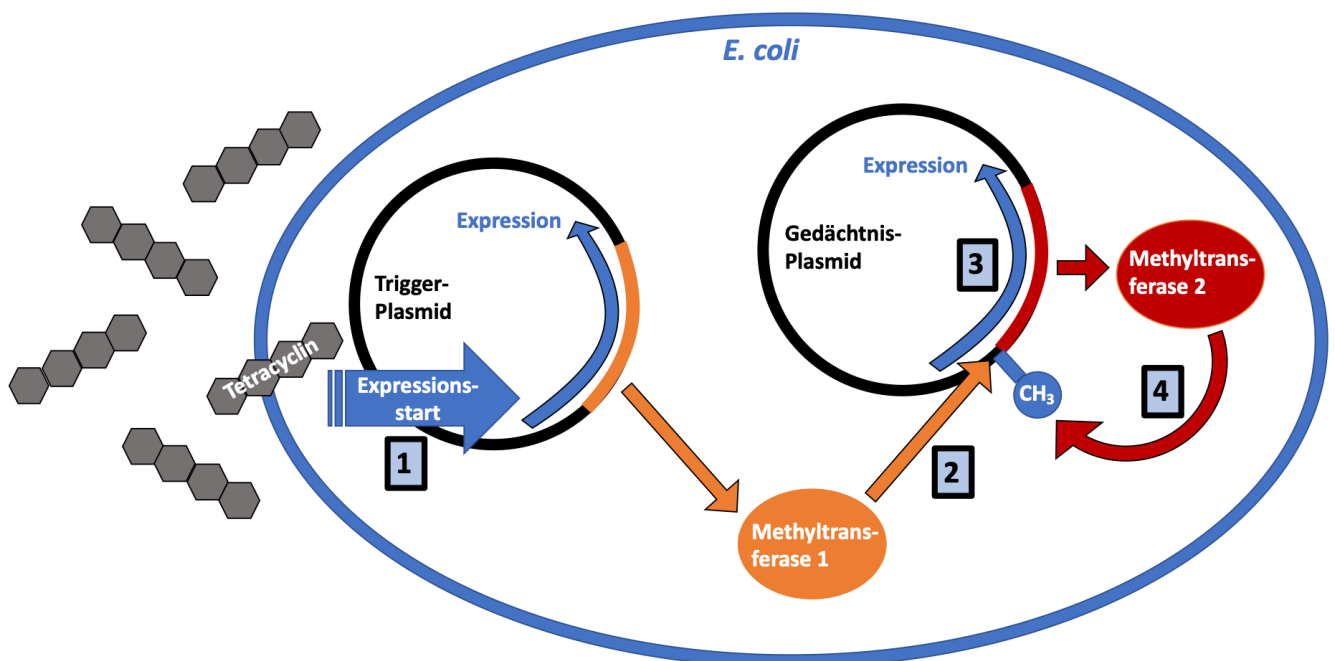 E. coli
Expression
Trigger-
Plasmid
Tetracyclin
Expressions-
start
1
Expression
Gedächtnis-
Plasmid
3
Methyltrans-
ferase 2
CH₃
4
2
Methyltrans-
ferase 1